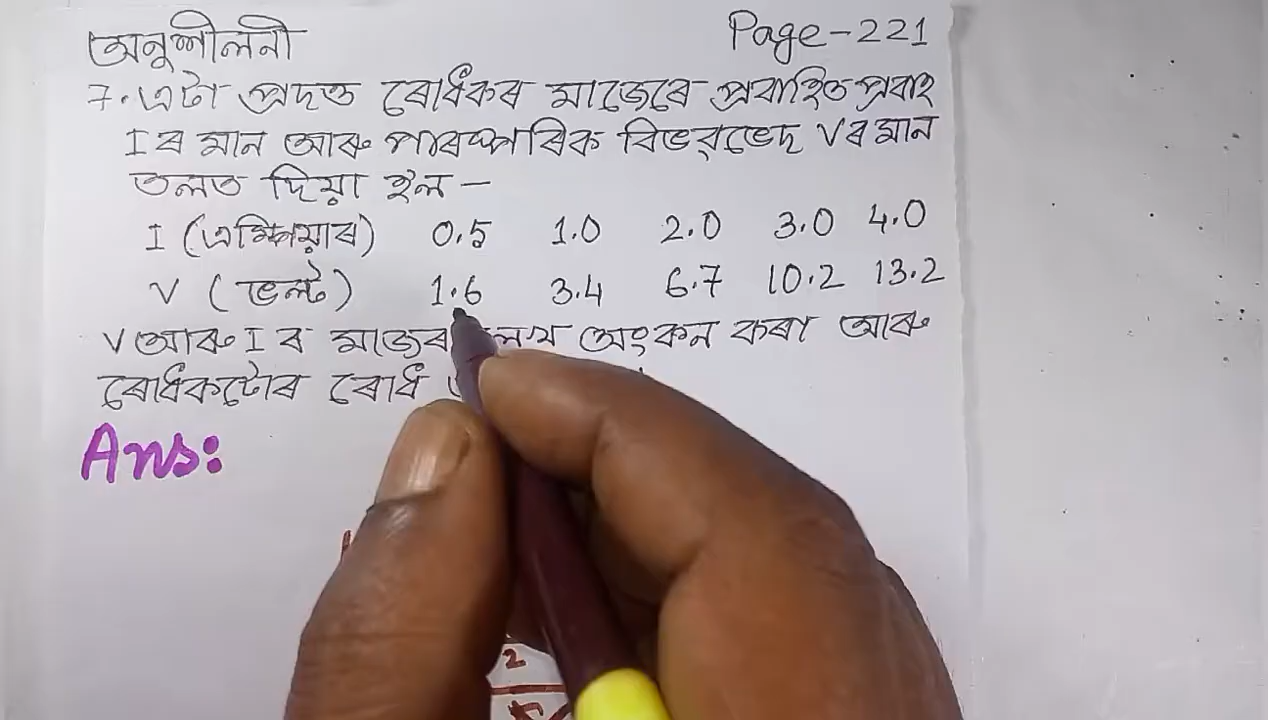 অনুশীলনী Page-221
7. এটা প্ৰদত্ত ৰোধকৰ মাজেৰে প্ৰবাহিত প্ৰবাহ
I ৰ মান আৰু পাৰস্পৰিক বিভৱভেদ V ৰ মান
তলত দিয়া হ'ল —
I (এম্পিয়াৰ) 0.5 1.0 2.0 3.0 4.0
V (ভল্ট) 1.6 3.4 6.7 10.2 13.2
V আৰু I ৰ মাজৰ অংকন কৰা আৰু
ৰোধকটোৰ ৰোধ
Ans:
2